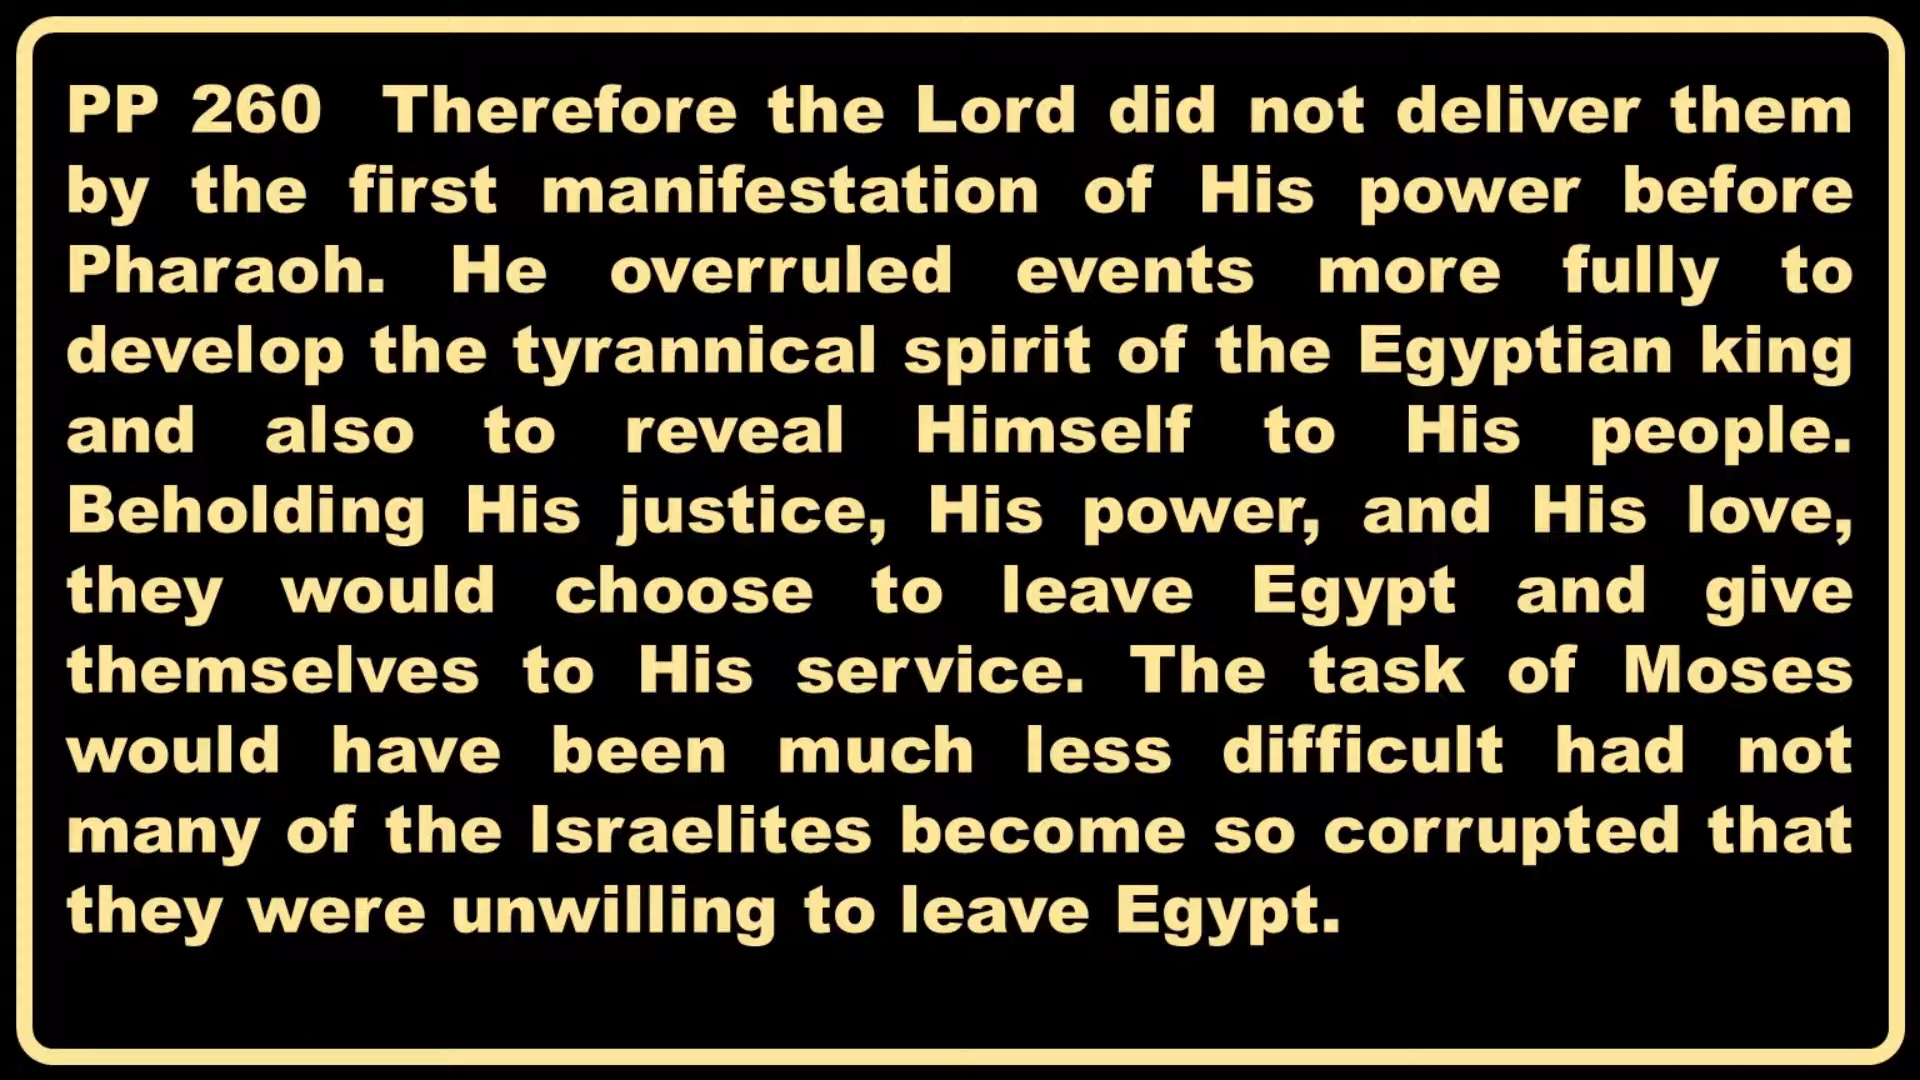 PP 260 Therefore the Lord did not deliver them
by the first manifestation of His power before
Pharaoh. He overruled events more fully to
develop the tyrannical spirit of the Egyptian king
and also to reveal Himself to His people.
Beholding His justice, His power, and His love,
they would choose to leave Egypt and give
themselves to His service. The task of Moses
would have been much less difficult had not
many of the Israelites become so corrupted that
they were unwilling to leave Egypt.